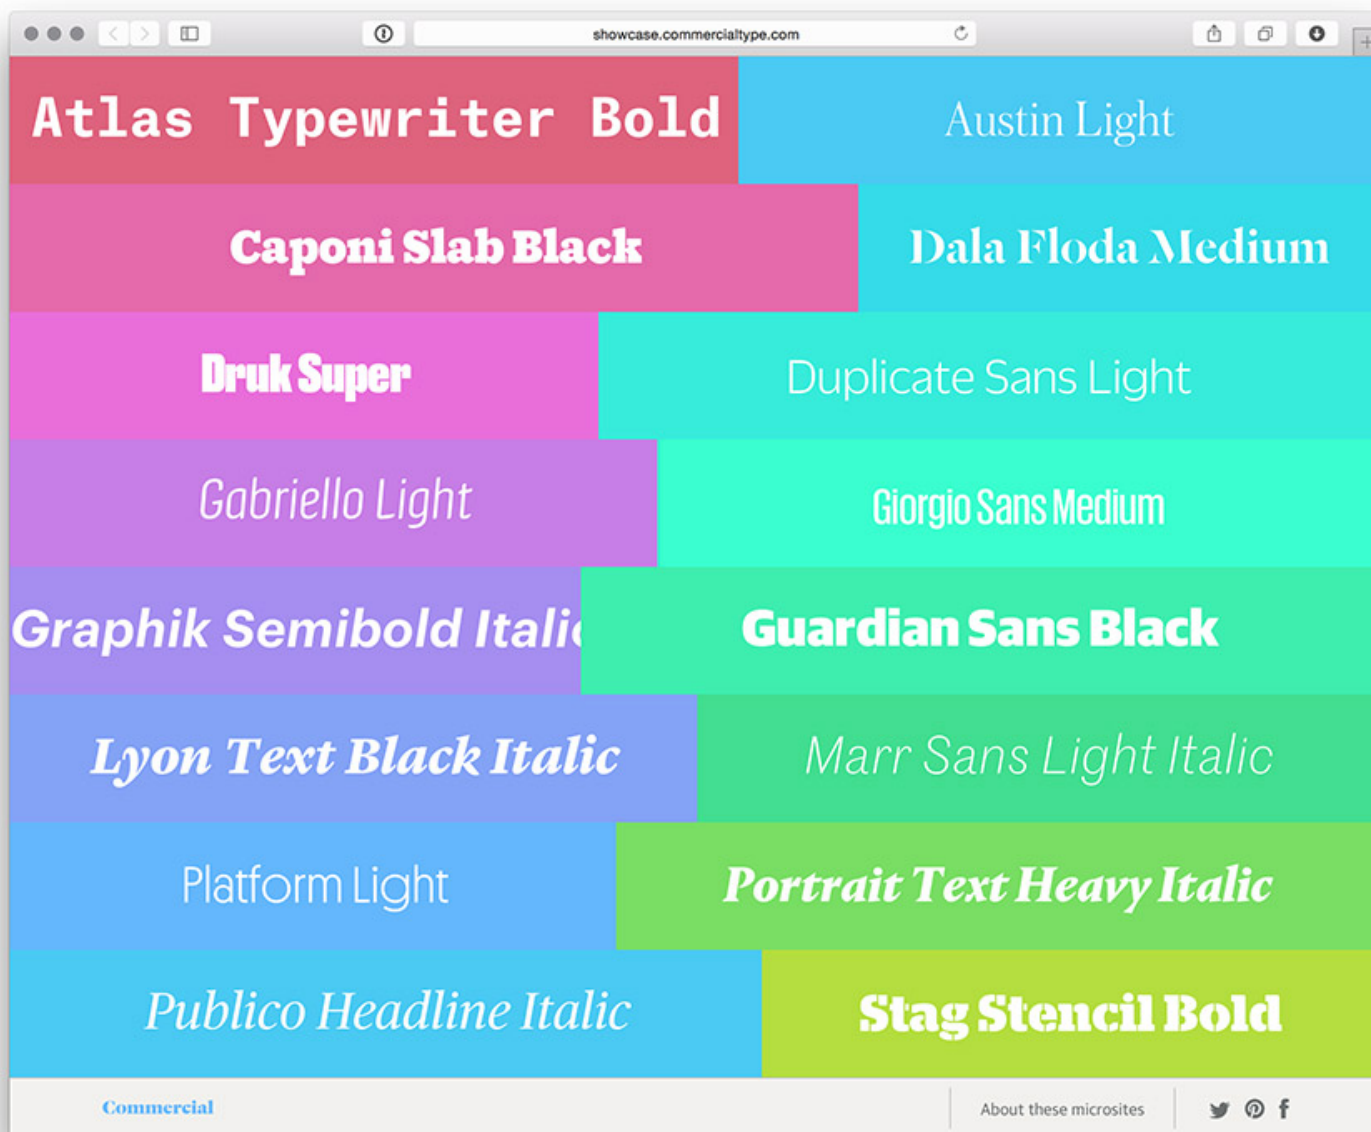 showcase.commercialtype.com
Atlas Typewriter Bold
Austin Light
Caponi Slab Black
Dala Floda Medium
Druk Super
Duplicate Sans Light
Gabriello Light
Giorgio Sans Medium
Graphik Semibold Italic
Guardian Sans Black
Lyon Text Black Italic
Marr Sans Light Italic
Platform Light
Portrait Text Heavy Italic
Publico Headline Italic
Stag Stencil Bold
Commercial
About these microsites